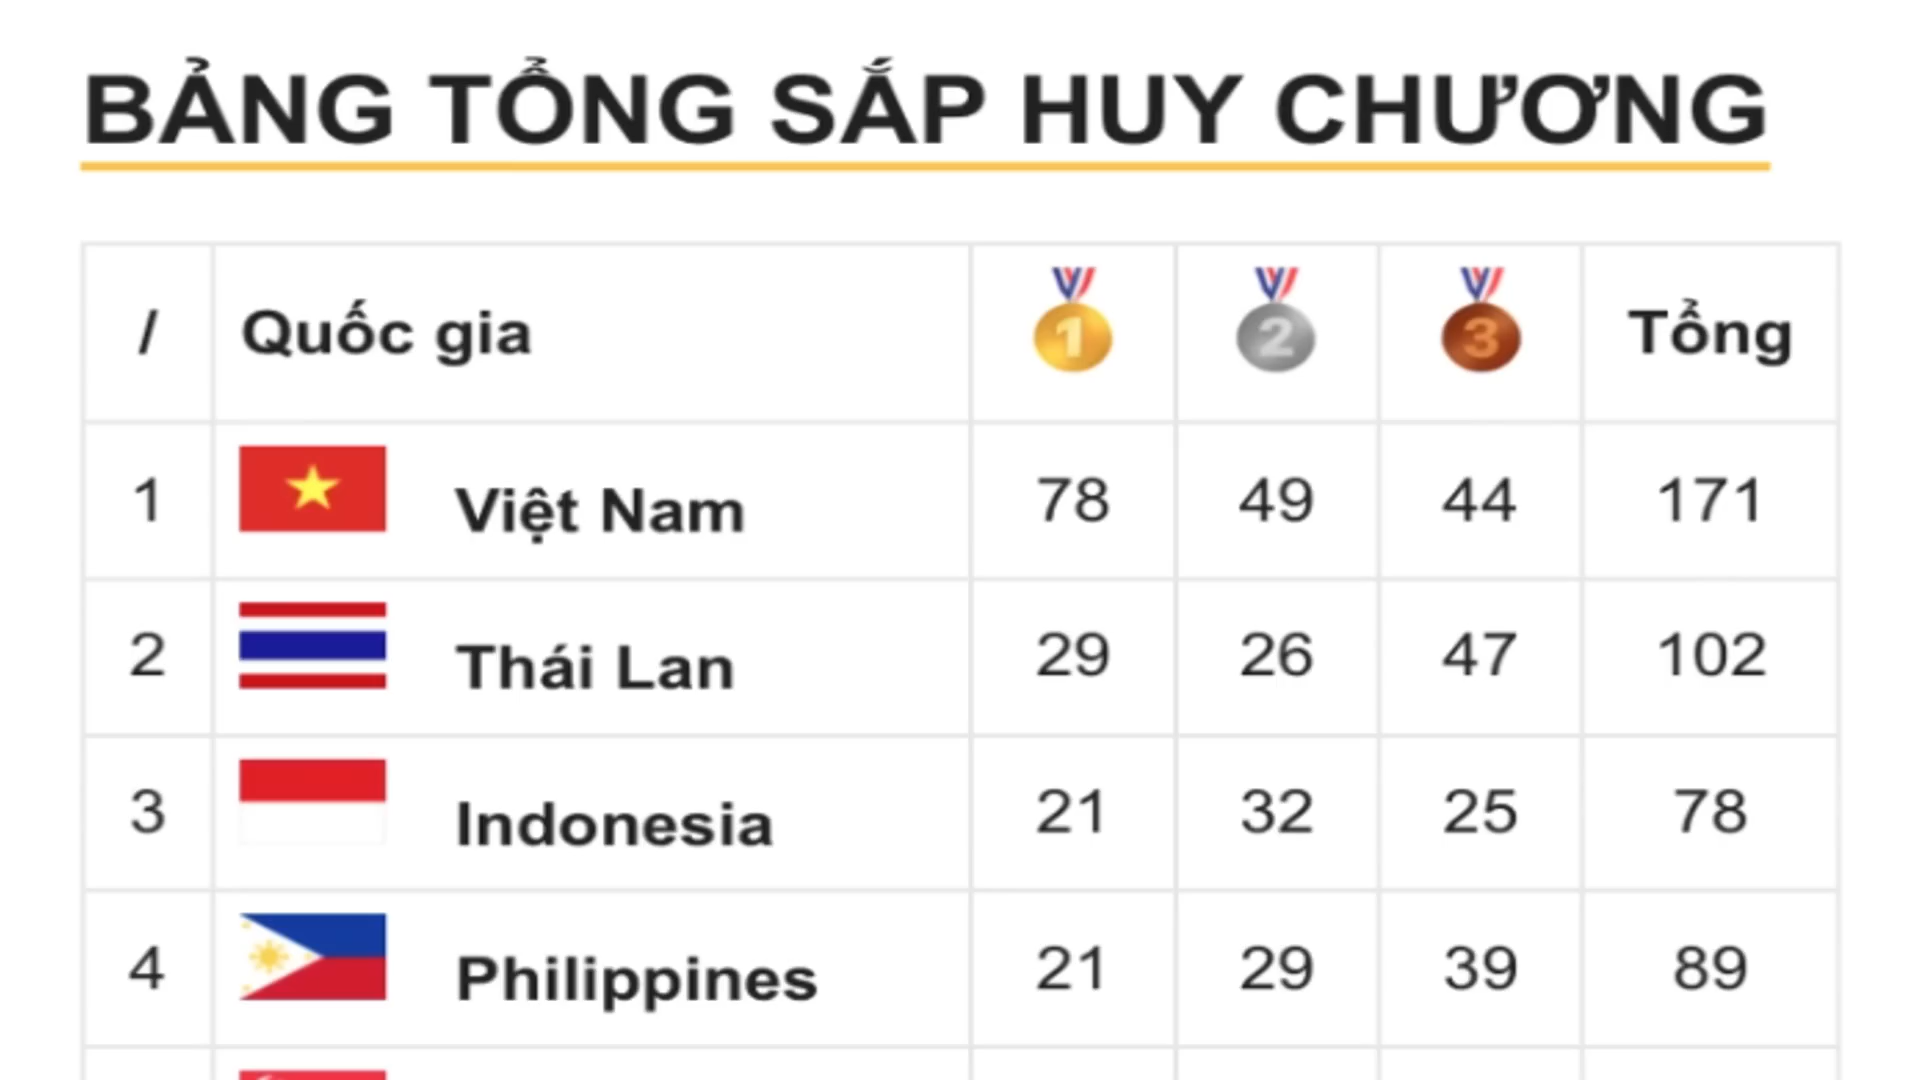 BẢNG TỔNG SẮP HUY CHƯƠNG
/ Quốc gia 1 2 3 Tổng
1 Việt Nam 78 49 44 171
2 Thái Lan 29 26 47 102
3 Indonesia 21 32 25 78
4 Philippines 21 29 39 89